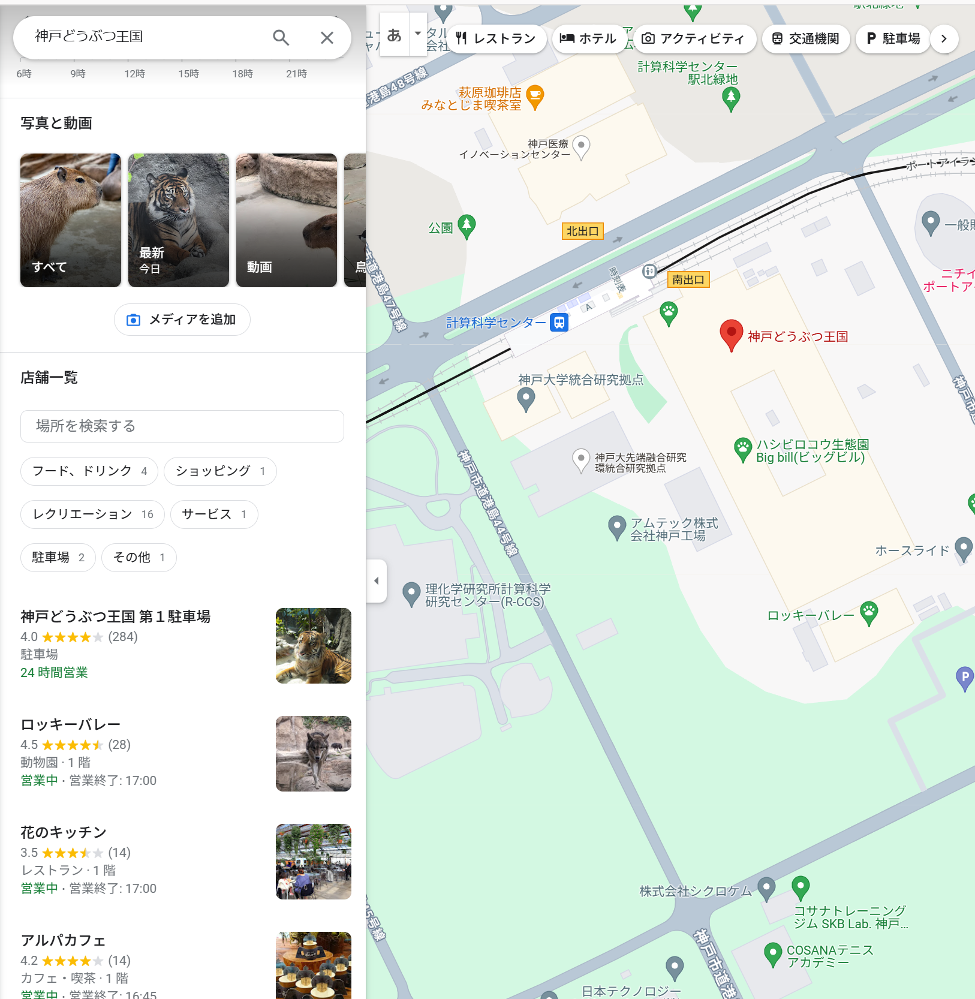 神戸どうぶつ王国
6時
9時
12時
15時
18時
21時
写真と動画
すべて
最新
今日
動画
鳥
メディアを追加
店舗一覧
場所を検索する
フード、ドリンク 4
ショッピング 1
レクリエーション 16
サービス 1
駐車場 2
その他 1
神戸どうぶつ王国 第１駐車場
4.0 (284)
駐車場
24 時間営業
ロッキーバレー
4.5 (28)
動物園 · 1 階
営業中 · 営業終了: 17:00
花のキッチン
3.5 (14)
レストラン · 1 階
営業中 · 営業終了: 17:00
アルパカフェ
4.2 (14)
カフェ・喫茶 · 1 階
営業中 · 営業終了: 16:45
あ
タル
会社
レストラン
ホテル
アクティビティ
交通機関
P 駐車場
駅北緑地
計算科学センター
駅北緑地
港島48号線
萩原珈琲店
みなとじま喫茶室
神戸医療
イノベーションセンター
ポートアイラン
公園
北出口
一般財
南出口
時刻表
A
ニチイ
ポートア
市道港島47号線
計算科学センター
神戸どうぶつ王国
神戸大学統合研究拠点
神戸市道
ハシビロコウ生態園
Big bill(ビッグビル)
神戸大先端融合研究
環統合研究拠点
神戸市道港島44号線
アムテック株式
会社神戸工場
ホースライド
理化学研究所計算科学
研究センター(R-CCS)
ロッキーバレー
P
株式会社シクロケム
コサナトレーニング
ジム SKB Lab. 神戸...
45号線
COSANAテニス
アカデミー
神戸市道港
日本テクノロジー